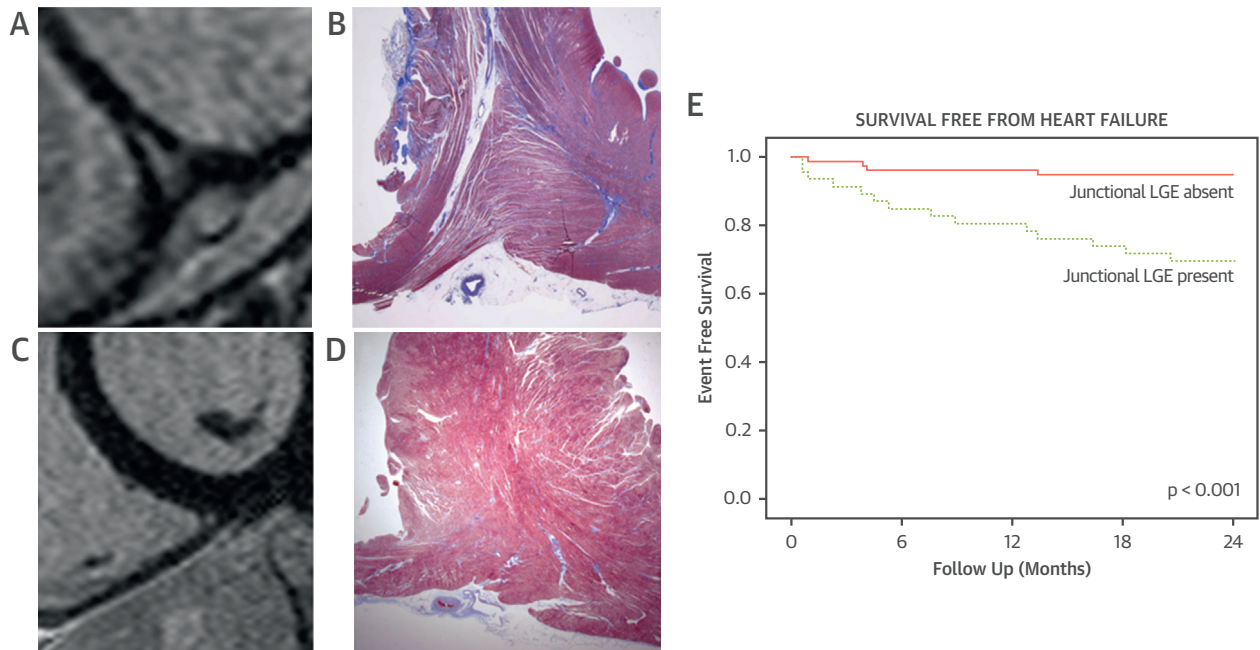 A
B
C
D
E
SURVIVAL FREE FROM HEART FAILURE
Event Free Survival
1.0
0.8
0.6
0.4
0.2
0.0
Junctional LGE absent
Junctional LGE present
p < 0.001
0 6 12 18 24
Follow Up (Months)